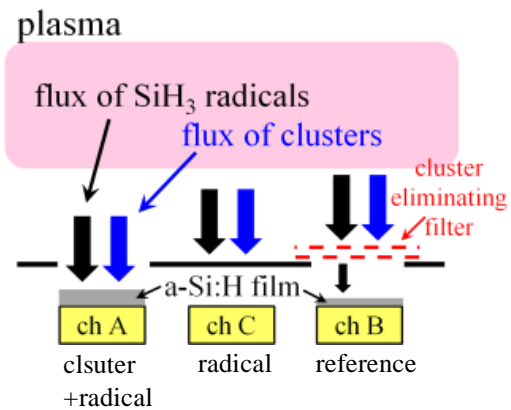 plasma
flux of SiH₃ radicals
flux of clusters
cluster
eliminating
filter
a-Si:H film
ch A
ch C
ch B
clsuter
+radical
radical
reference